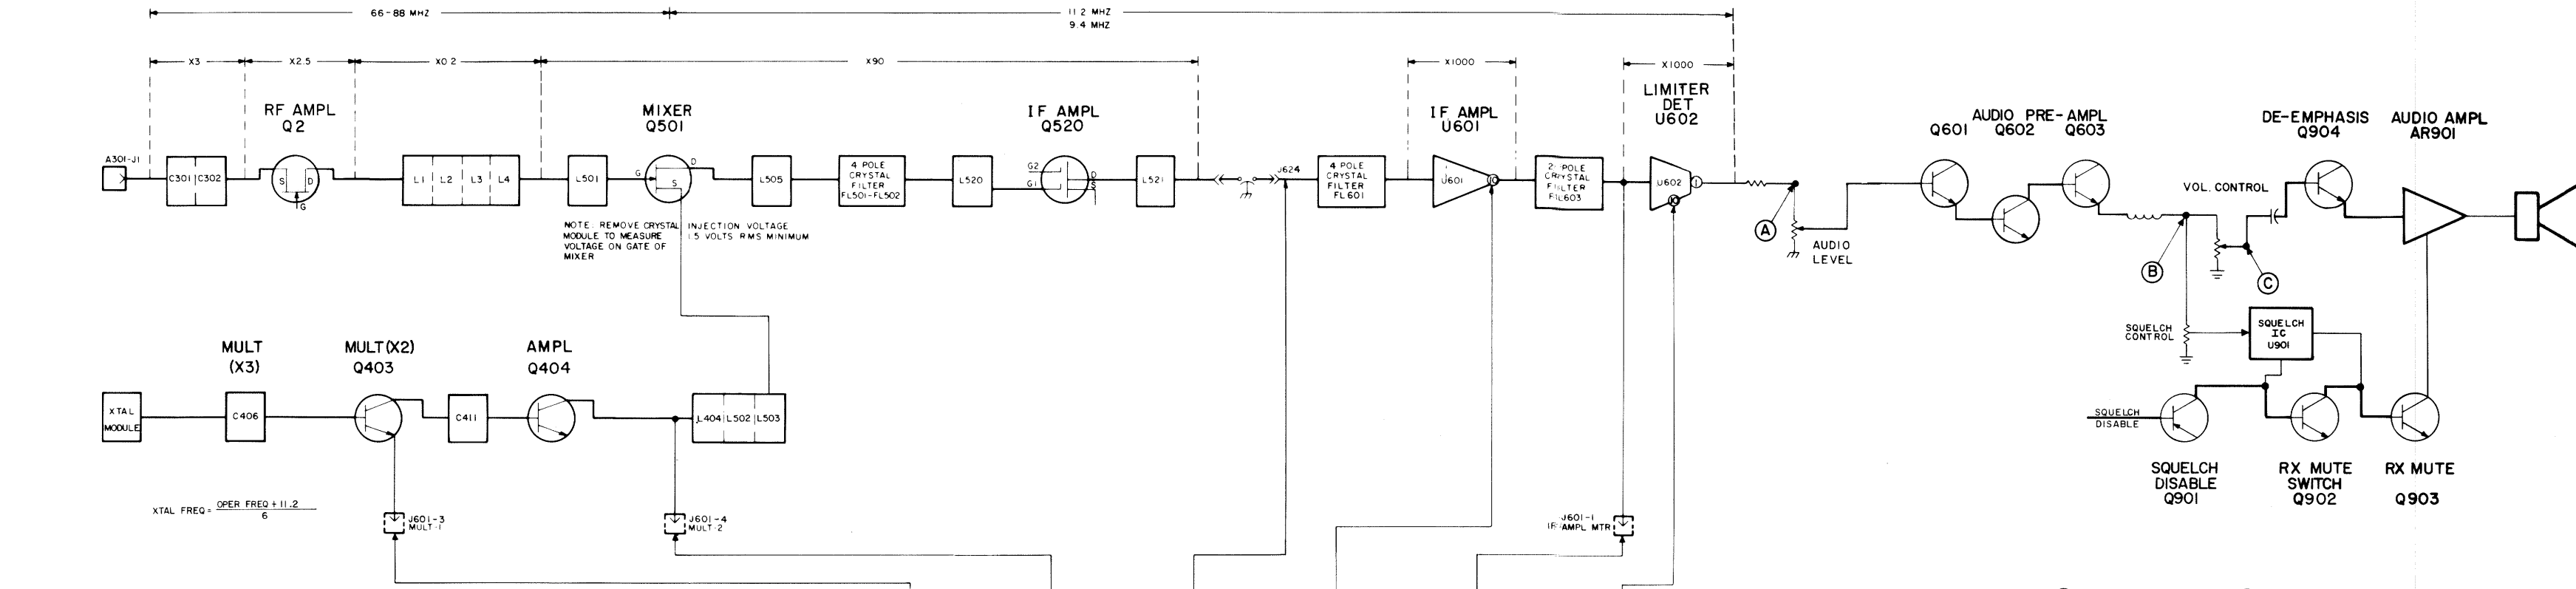 66-88 MHZ
11.2 MHZ
9.4 MHZ
X3
X2.5
X0.2
X90
X1000
X1000
RF AMPL
Q2
MIXER
Q501
IF AMPL
Q520
IF AMPL
U601
LIMITER
DET
U602
AUDIO PRE-AMPL
Q601 Q602 Q603
DE-EMPHASIS
Q904
AUDIO AMPL
AR901
A301-J1
C301 C302
S D
G
L1 L2 L3 L4
L501
G
D
S
L505
4 POLE
CRYSTAL
FILTER
FL501-FL502
L520
G2
G1
D
S
L521
J624
4 POLE
CRYSTAL
FILTER
FL601
U601
10
2 POLE
CRYSTAL
FILTER
FL603
U602
1
10
NOTE: REMOVE CRYSTAL
MODULE TO MEASURE
VOLTAGE ON GATE OF
MIXER
INJECTION VOLTAGE
1.5 VOLTS RMS MINIMUM
A
AUDIO
LEVEL
VOL. CONTROL
B
C
SQUELCH
CONTROL
SQUELCH
IC
U901
MULT
(X3)
MULT(X2)
Q403
AMPL
Q404
XTAL
MODULE
C406
C411
L404 L502 L503
SQUELCH
DISABLE
SQUELCH
DISABLE
Q901
RX MUTE
SWITCH
Q902
RX MUTE
Q903
XTAL FREQ = OPER FREQ + 11.2
6
J601-3
MULT-1
J601-4
MULT-2
J601-1
IF AMPL MTR